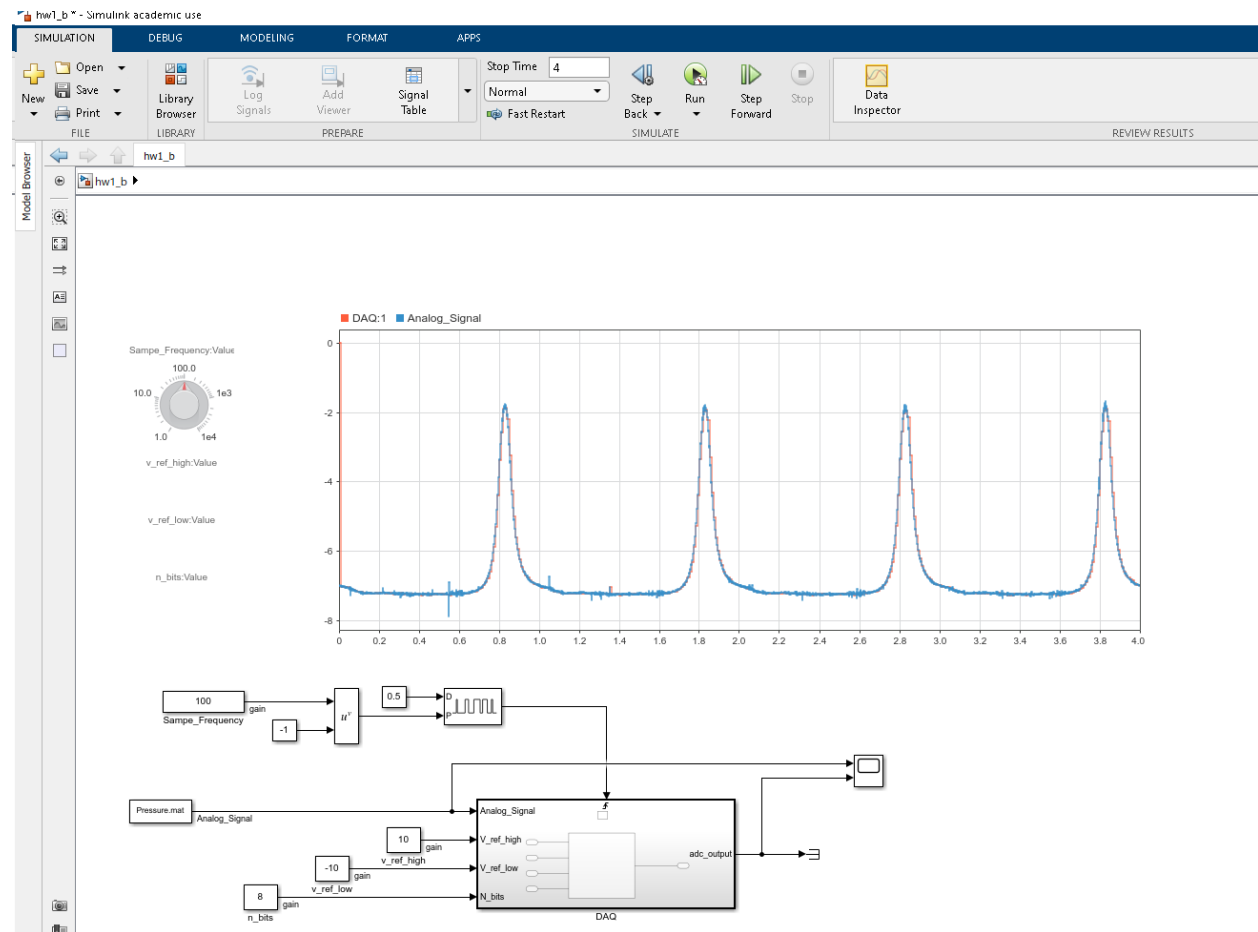 hw1_b * - Simulink academic use
SIMULATION DEBUG MODELING FORMAT APPS
New
Open
Save
Print
FILE
Library
Browser
LIBRARY
Log
Signals
Add
Viewer
Signal
Table
PREPARE
Stop Time 4
Normal
Fast Restart
Step
Back
Run
Step
Forward
Stop
SIMULATE
Data
Inspector
REVIEW RESULTS
Model Browser
hw1_b
hw1_b
DAQ:1 Analog_Signal
Sampe_Frequency:Value
100.0
10.0 1e3
1.0 1e4
v_ref_high:Value
v_ref_low:Value
n_bits:Value
0
-2
-4
-6
-8
0 0.2 0.4 0.6 0.8 1.0 1.2 1.4 1.6 1.8 2.0 2.2 2.4 2.6 2.8 3.0 3.2 3.4 3.6 3.8 4.0
100
gain
Sampe_Frequency
-1
u^v
0.5
D
P
Pressure.mat
Analog_Signal
10
gain
v_ref_high
-10
gain
v_ref_low
8
gain
n_bits
Analog_Signal
V_ref_high
V_ref_low
N_bits
adc_output
DAQ